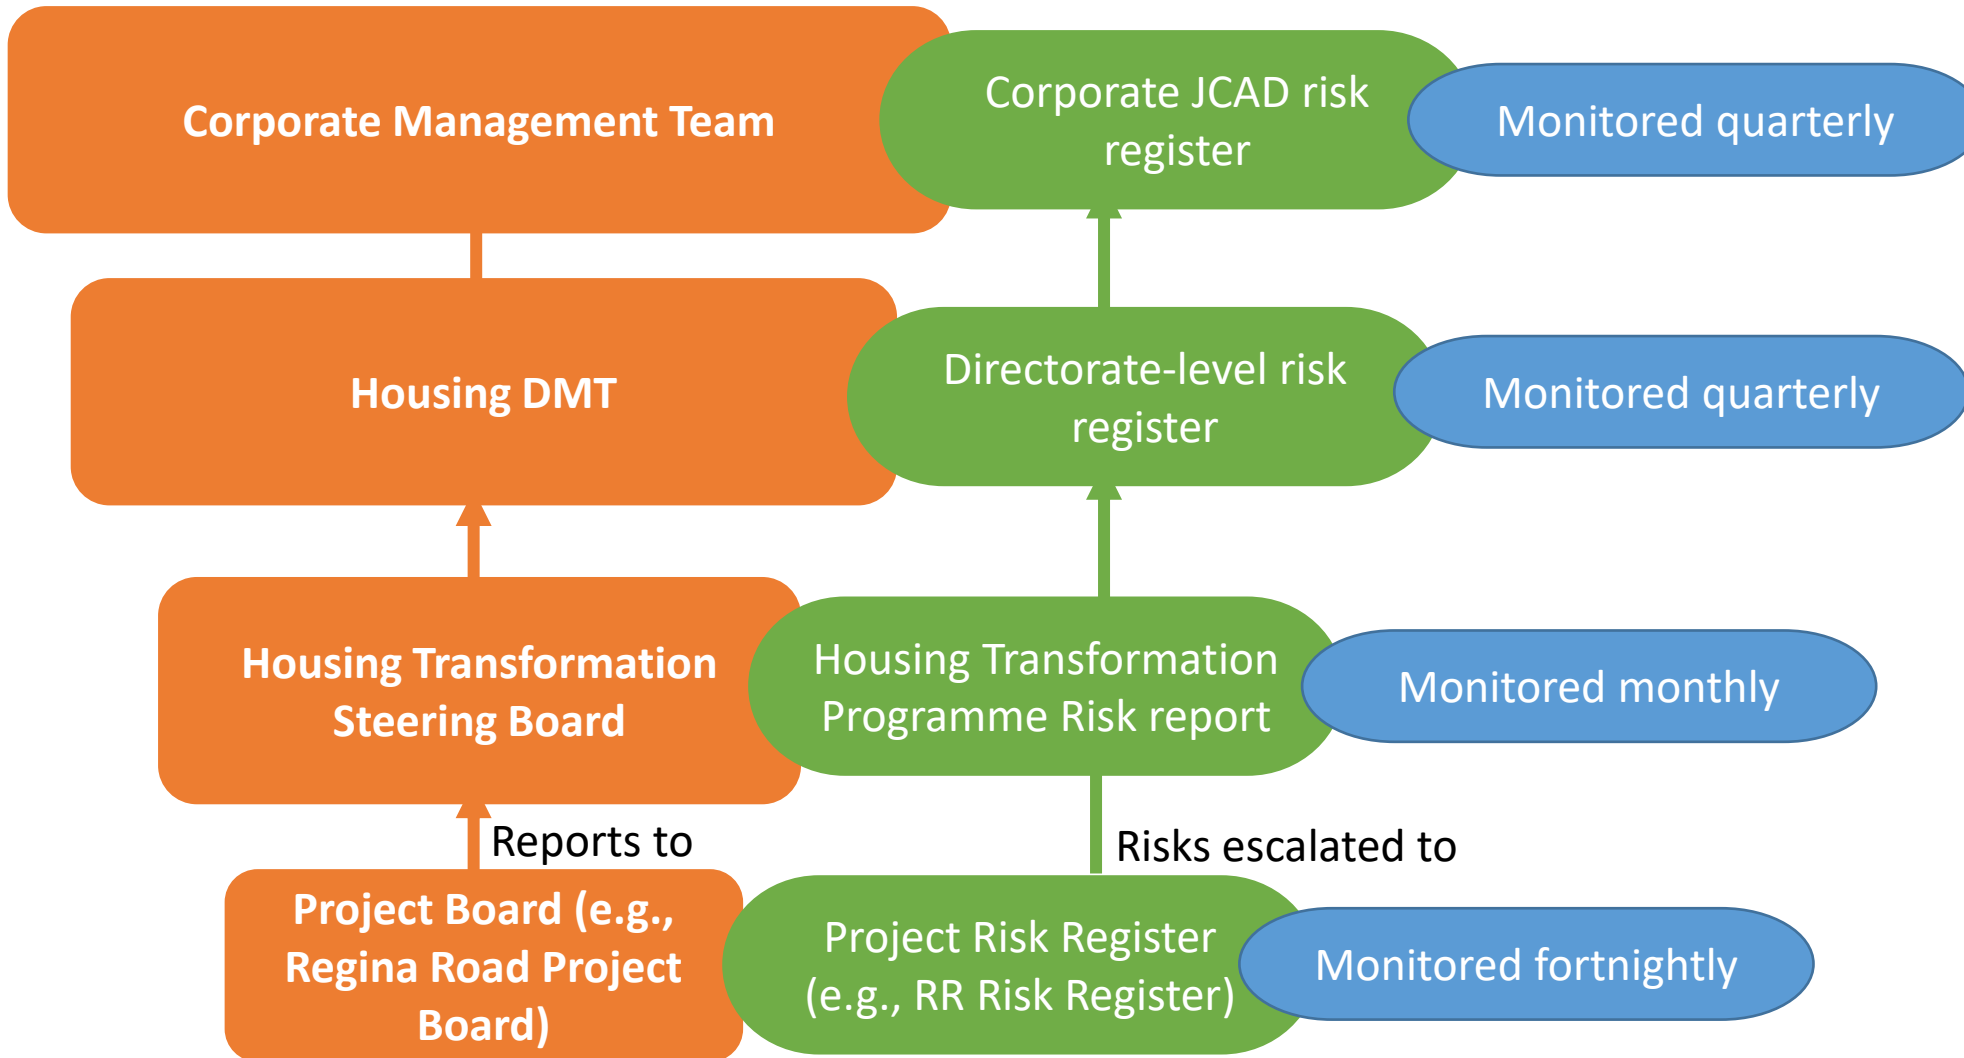 Corporate Management Team
Corporate JCAD risk
register
Monitored quarterly
Housing DMT
Directorate-level risk
register
Monitored quarterly
Housing Transformation
Steering Board
Housing Transformation
Programme Risk report
Monitored monthly
Reports to
Risks escalated to
Project Board (e.g.,
Regina Road Project
Board)
Project Risk Register
(e.g., RR Risk Register)
Monitored fortnightly